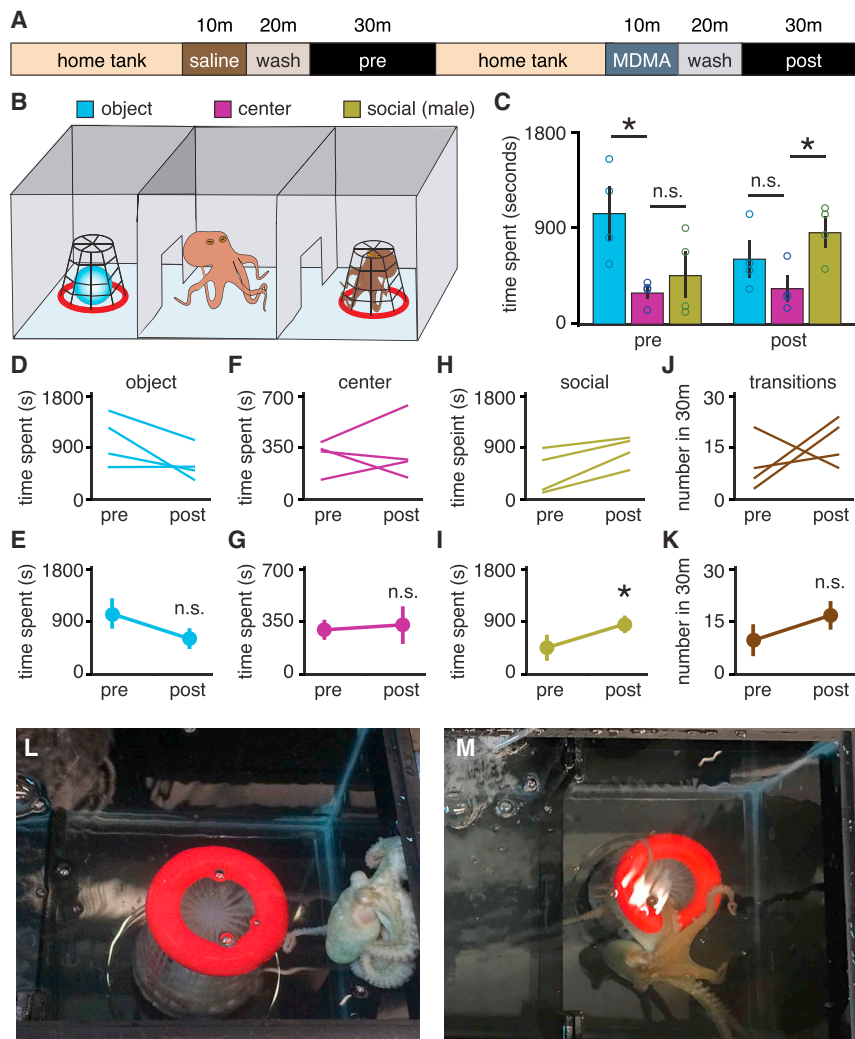 A
10m 20m 30m 10m 20m 30m
home tank saline wash pre home tank MDMA wash post
B
object center social (male)
C
time spent (seconds)
1800
900
0
*
n.s.
n.s.
*
pre post
D
object
time spent (s)
1800
900
0
pre post
F
center
time spent (s)
700
350
0
pre post
H
social
time speint (s)
1800
900
0
pre post
J
transitions
number in 30m
30
15
0
pre post
E
time spent (s)
1800
900
0
n.s.
pre post
G
time spent (s)
700
350
0
n.s.
pre post
I
time spent (s)
1800
900
0
*
pre post
K
number in 30m
30
15
0
n.s.
pre post
L
M